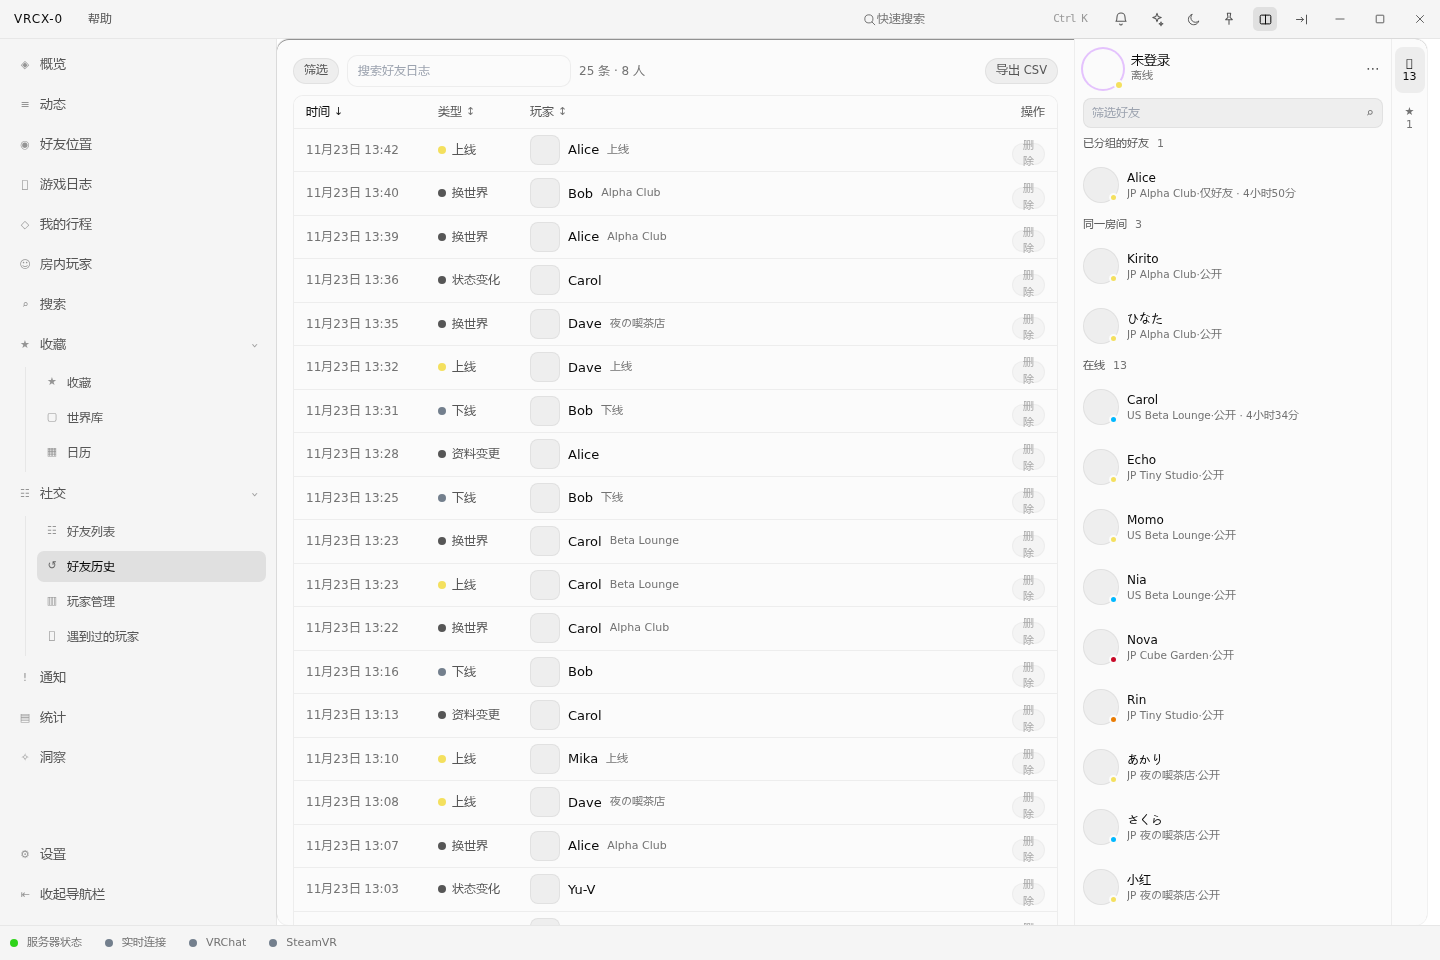 VRCX-0 帮助 快速搜索 Ctrl K
概览
动态
好友位置
游戏日志
我的行程
房内玩家
搜索
收藏
收藏
世界库
日历
社交
好友列表
好友历史
玩家管理
遇到过的玩家
通知
统计
洞察
设置
收起导航栏
筛选 搜索好友日志 25 条 · 8 人 导出 CSV
时间 ↓ 类型 ↕ 玩家 ↕ 操作
11月23日 13:42 上线 Alice 上线 删除
11月23日 13:40 换世界 Bob Alpha Club 删除
11月23日 13:39 换世界 Alice Alpha Club 删除
11月23日 13:36 状态变化 Carol 删除
11月23日 13:35 换世界 Dave 夜の喫茶店 删除
11月23日 13:32 上线 Dave 上线 删除
11月23日 13:31 下线 Bob 下线 删除
11月23日 13:28 资料变更 Alice 删除
11月23日 13:25 下线 Bob 下线 删除
11月23日 13:23 换世界 Carol Beta Lounge 删除
11月23日 13:23 上线 Carol Beta Lounge 删除
11月23日 13:22 换世界 Carol Alpha Club 删除
11月23日 13:16 下线 Bob 删除
11月23日 13:13 资料变更 Carol 删除
11月23日 13:10 上线 Mika 上线 删除
11月23日 13:08 上线 Dave 夜の喫茶店 删除
11月23日 13:07 换世界 Alice Alpha Club 删除
11月23日 13:03 状态变化 Yu-V 删除
未登录
离线
···
筛选好友
已分组的好友 1
Alice
JP Alpha Club·仅好友 · 4小时50分
同一房间 3
Kirito
JP Alpha Club·公开
ひなた
JP Alpha Club·公开
在线 13
Carol
US Beta Lounge·公开 · 4小时34分
Echo
JP Tiny Studio·公开
Momo
US Beta Lounge·公开
Nia
US Beta Lounge·公开
Nova
JP Cube Garden·公开
Rin
JP Tiny Studio·公开
あかり
JP 夜の喫茶店·公开
さくら
JP 夜の喫茶店·公开
小红
JP 夜の喫茶店·公开
13
★
1
服务器状态 实时连接 VRChat SteamVR